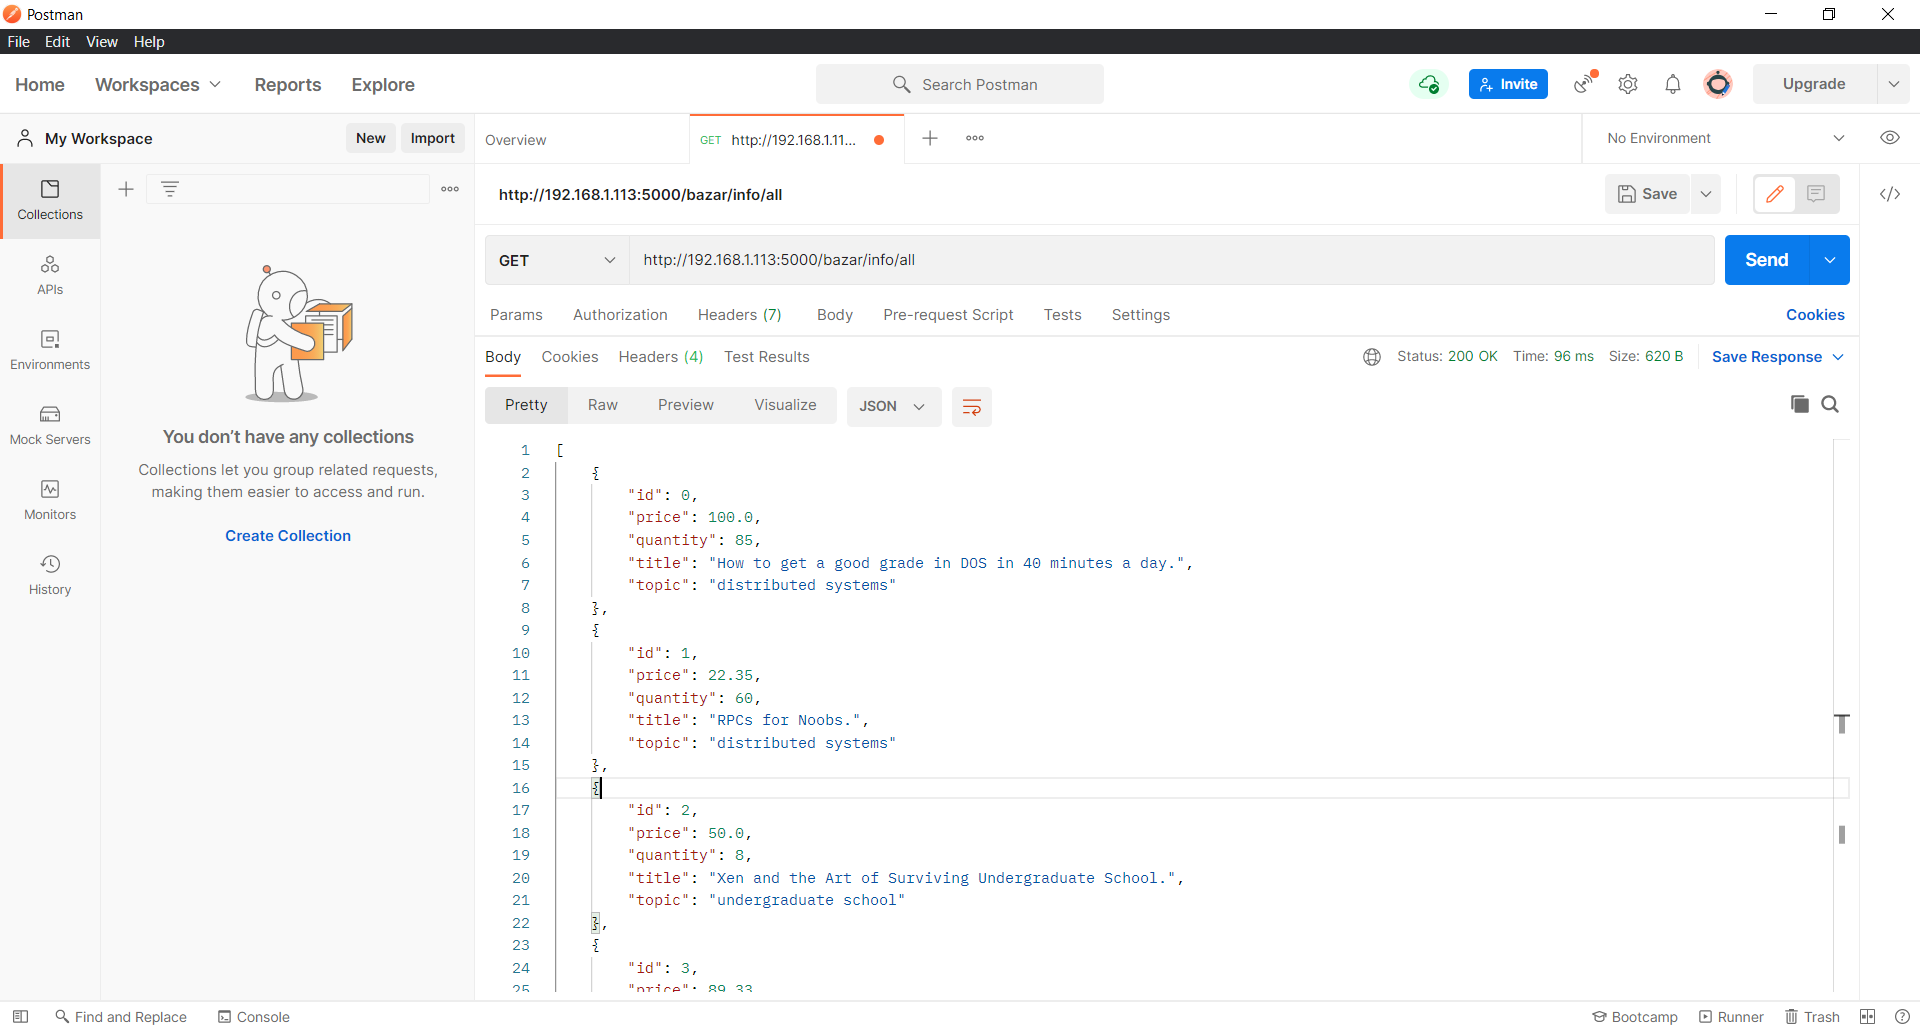 Postman
File Edit View Help
Home Workspaces Reports Explore Search Postman Invite Upgrade
My Workspace New Import Overview GET http://192.168.1.11... No Environment
Collections
APIs
Environments
Mock Servers
Monitors
History
You don't have any collections
Collections let you group related requests,
making them easier to access and run.
Create Collection
http://192.168.1.113:5000/bazar/info/all Save
GET http://192.168.1.113:5000/bazar/info/all Send
Params Authorization Headers (7) Body Pre-request Script Tests Settings Cookies
Body Cookies Headers (4) Test Results Status: 200 OK Time: 96 ms Size: 620 B Save Response
Pretty Raw Preview Visualize JSON
1 [
2 {
3 "id": 0,
4 "price": 100.0,
5 "quantity": 85,
6 "title": "How to get a good grade in DOS in 40 minutes a day.",
7 "topic": "distributed systems"
8 },
9 {
10 "id": 1,
11 "price": 22.35,
12 "quantity": 60,
13 "title": "RPCs for Noobs.",
14 "topic": "distributed systems"
15 },
16 {
17 "id": 2,
18 "price": 50.0,
19 "quantity": 8,
20 "title": "Xen and the Art of Surviving Undergraduate School.",
21 "topic": "undergraduate school"
22 },
23 {
24 "id": 3,
25 "price": 89.33
Find and Replace Console Bootcamp Runner Trash